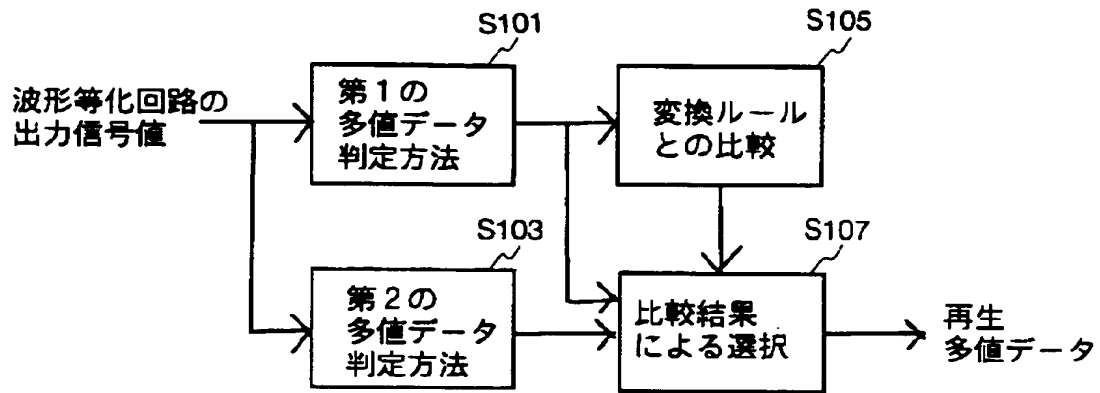 S101
S105
波形等化回路の
出力信号値
第１の
多値データ
判定方法
変換ルール
との比較
S103
S107
第２の
多値データ
判定方法
比較結果
による選択
再生
多値データ